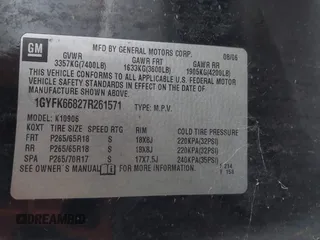 GM
MFD BY GENERAL MOTORS CORP. 08/06
GVWR GAWR FRT GAWR RR
3357KG(7400LB) 1633KG(3600LB) 1905KG(4200LB)
THIS VEHICLE CONFORMS TO ALL APPLICABLE U.S. FEDERAL MOTOR
VEHICLE SAFETY AND THEFT PREVENTION STANDARDS IN EFFECT ON THE DATE OF
MANUFACTURE SHOWN ABOVE.
1GYFK66827R261571 TYPE: M.P.V.
MODEL: K10906
TIRE SIZE SPEED RTG RIM COLD TIRE PRESSURE
FRT P265/65R18 S 18X8J 220KPA(32PSI)
RR P265/65R18 S 18X8J 220KPA(32PSI)
SPA P265/70R17 S 17X7.5J 240KPA(35PSI)
SEE OWNER'S MANUAL FOR MORE INFORMATION.
DREAMBID